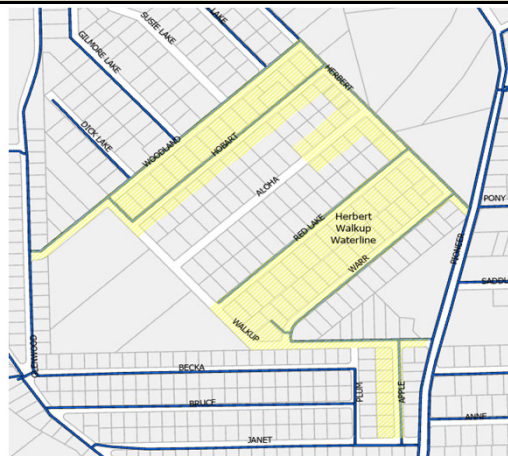 LAKE
SUSIE LAKE
GILMORE LAKE
HERBERT
DICK LAKE
WOODLAND
HOBART
ALOHA
PONY
RED LAKE
Herbert
Walkup
Waterline
PIONEER
WARR
SADDL
WALKUP
GLENWOOD
BECKA
PLUM
APPLE
BRUCE
ANNE
JANET